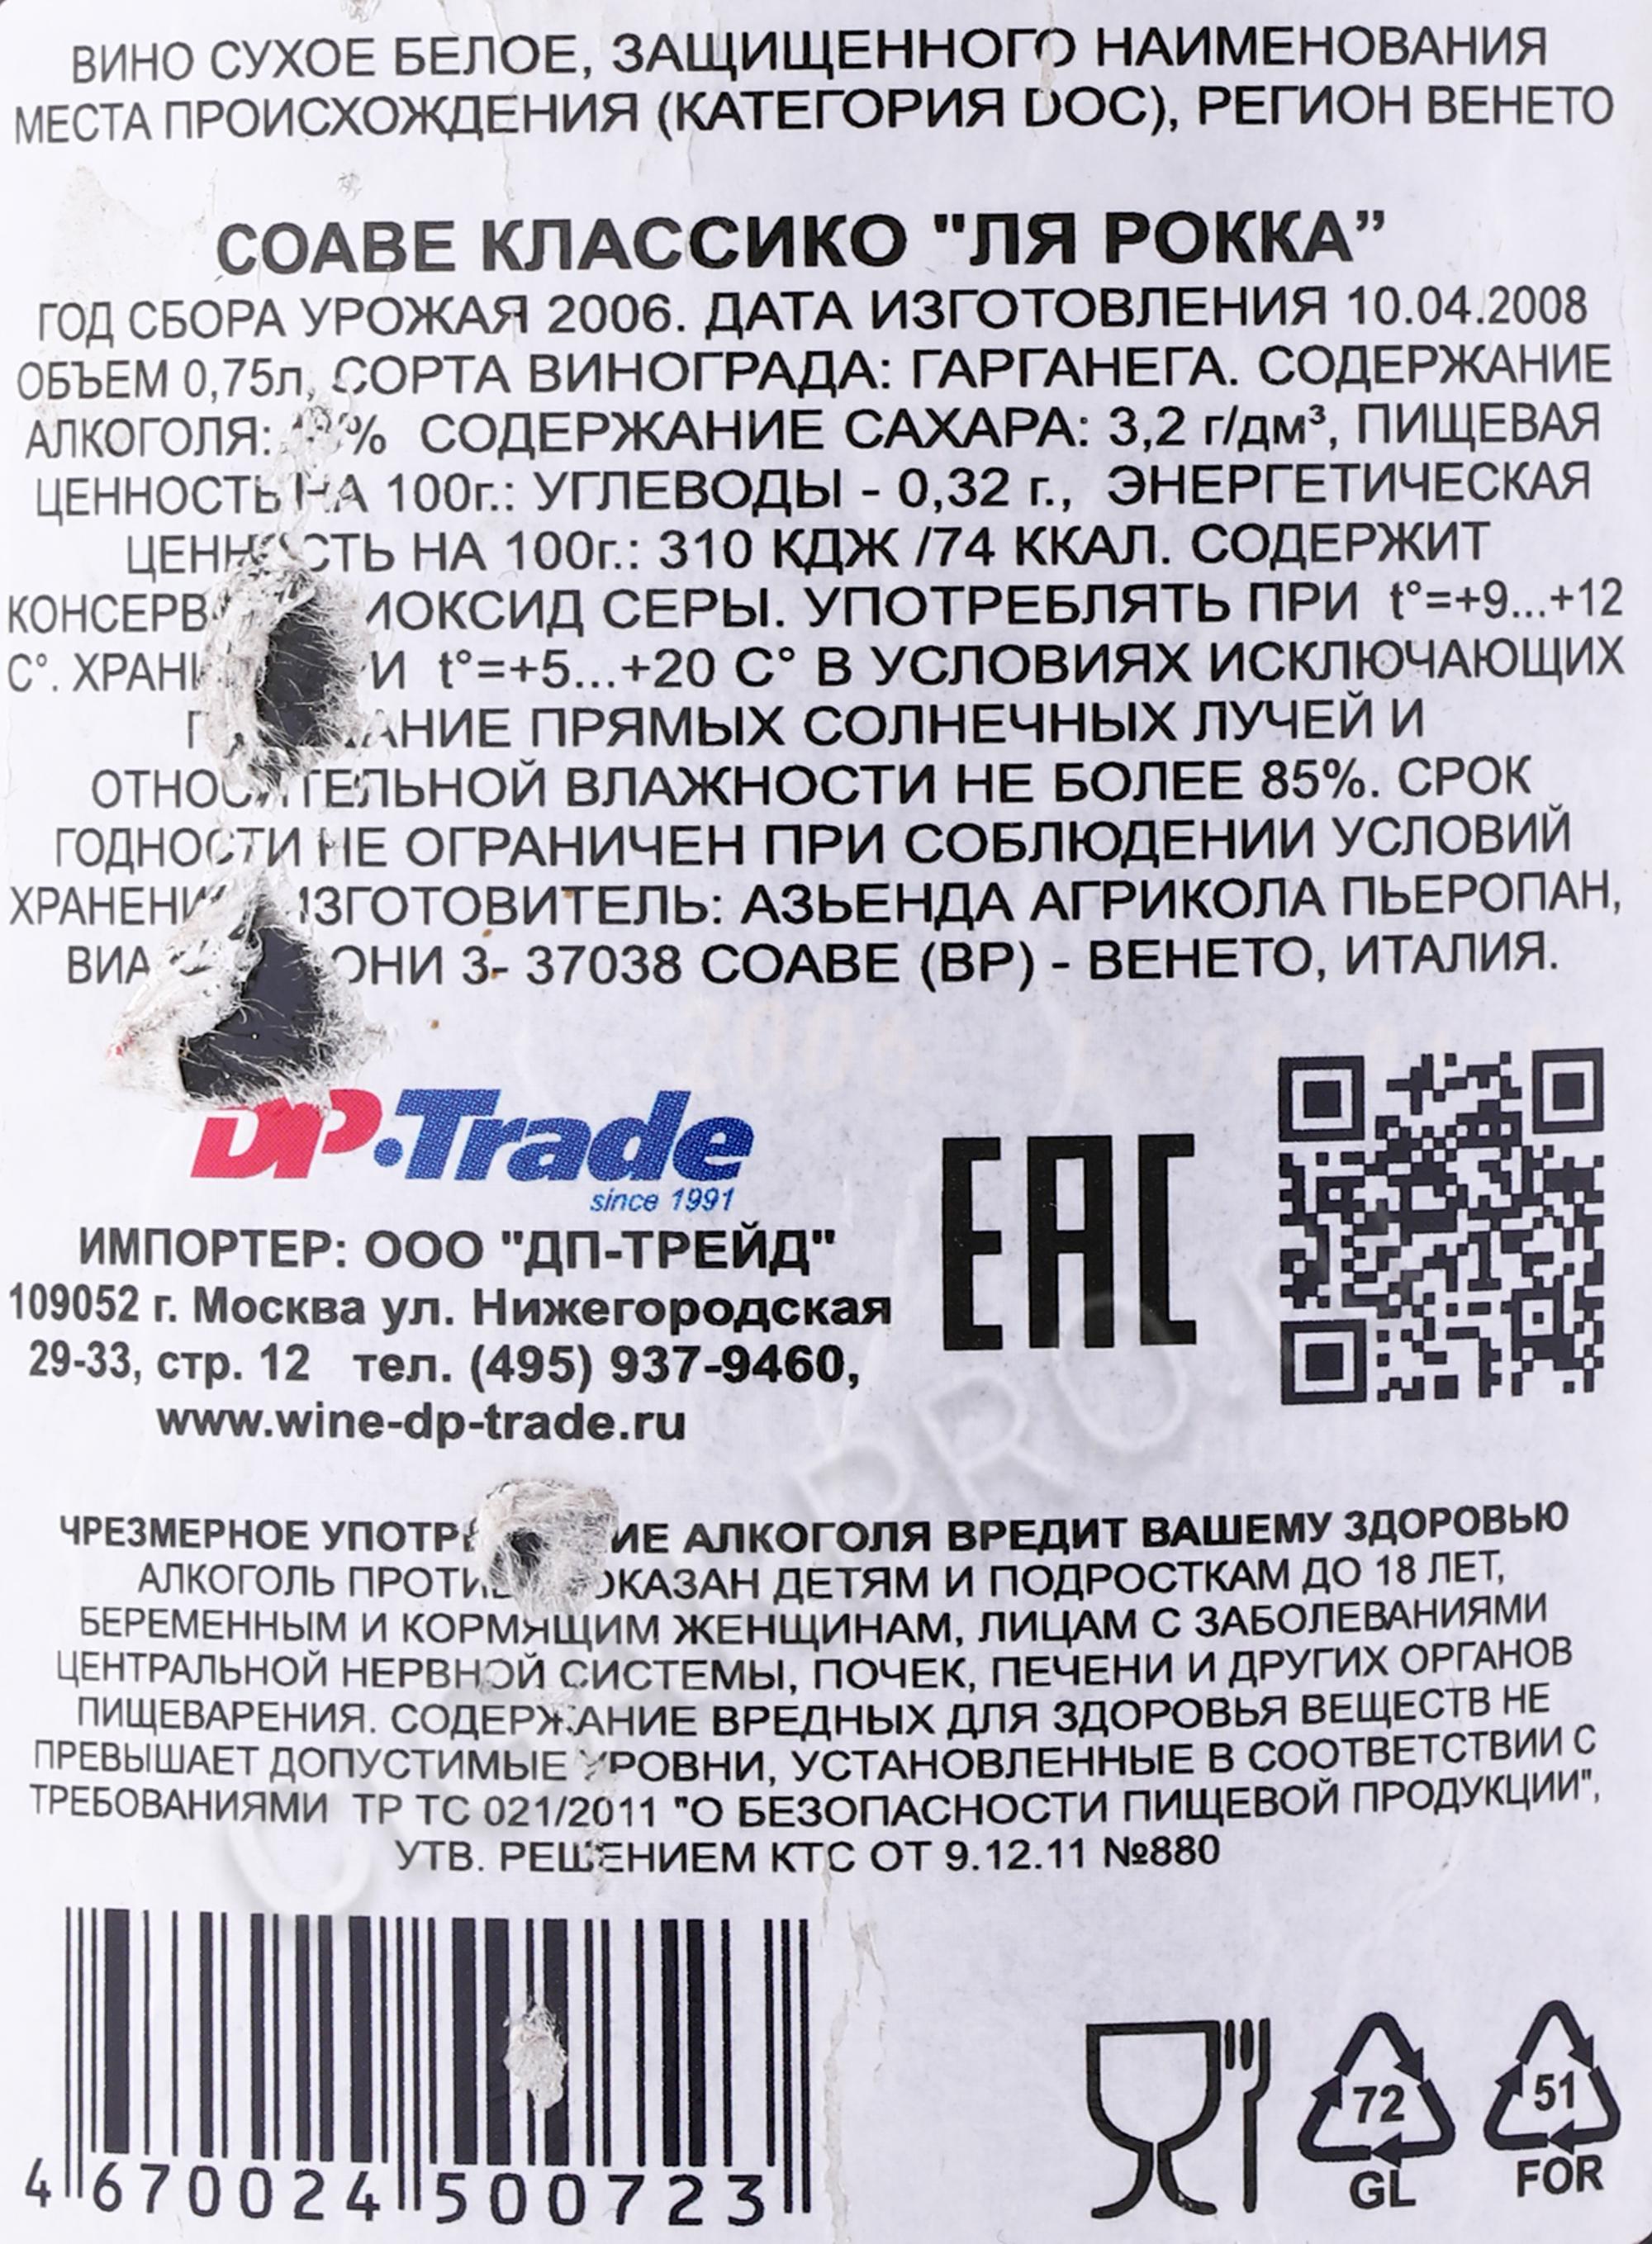 ВИНО СУХОЕ БЕЛОЕ, ЗАЩИЩЕННОГО НАИМЕНОВАНИЯ
МЕСТА ПРОИСХОЖДЕНИЯ (КАТЕГОРИЯ DOC), РЕГИОН ВЕНЕТО
СОАВЕ КЛАССИКО "ЛЯ РОККА”
ГОД СБОРА УРОЖАЯ 2006. ДАТА ИЗГОТОВЛЕНИЯ 10.04.2008
ОБЪЕМ 0,75л, СОРТА ВИНОГРАДА: ГАРГАНЕГА. СОДЕРЖАНИЕ
АЛКОГОЛЯ: % СОДЕРЖАНИЕ САХАРА: 3,2 г/дм³, ПИЩЕВАЯ
ЦЕННОСТЬ НА 100г.: УГЛЕВОДЫ - 0,32 г., ЭНЕРГЕТИЧЕСКАЯ
ЦЕННОСТЬ НА 100г.: 310 КДЖ /74 ККАЛ. СОДЕРЖИТ
СЕРЫ. УПОТРЕБЛЯТЬ ПРИ t°=+9...+12
С°. t°=+5...+20 С° В УСЛОВИЯХ ИСКЛЮЧАЮЩИХ
ПРЯМЫХ СОЛНЕЧНЫХ ЛУЧЕЙ И
ОТНОСИТЕЛЬНОЙ ВЛАЖНОСТИ НЕ БОЛЕЕ 85%. СРОК
ГОДНОСТИ НЕ ОГРАНИЧЕН ПРИ СОБЛЮДЕНИИ УСЛОВИЙ
ХРАНЕНИЯ ИЗГОТОВИТЕЛЬ: АЗЬЕНДА АГРИКОЛА ПЬЕРОПАН,
ВИА 3- 37038 СОАВЕ (ВР) - ВЕНЕТО, ИТАЛИЯ.
DP.Trade
since 1991
EAC
ИМПОРТЕР: ООО "ДП-ТРЕЙД"
109052 г. Москва ул. Нижегородская
29-33, стр. 12 тел. (495) 937-9460,
www.wine-dp-trade.ru
ЧРЕЗМЕРНОЕ УПОТРЕБЛЕНИЕ АЛКОГОЛЯ ВРЕДИТ ВАШЕМУ ЗДОРОВЬЮ
АЛКОГОЛЬ ПРОТИВОПОКАЗАН ДЕТЯМ И ПОДРОСТКАМ ДО 18 ЛЕТ,
БЕРЕМЕННЫМ И КОРМЯЩИМ ЖЕНЩИНАМ, ЛИЦАМ С ЗАБОЛЕВАНИЯМИ
ЦЕНТРАЛЬНОЙ НЕРВНОЙ СИСТЕМЫ, ПОЧЕК, ПЕЧЕНИ И ДРУГИХ ОРГАНОВ
ПИЩЕВАРЕНИЯ. СОДЕРЖАНИЕ ВРЕДНЫХ ДЛЯ ЗДОРОВЬЯ ВЕЩЕСТВ НЕ
ПРЕВЫШАЕТ ДОПУСТИМЫЕ УРОВНИ, УСТАНОВЛЕННЫЕ В СООТВЕТСТВИИ С
ТРЕБОВАНИЯМИ ТР ТС 021/2011 "О БЕЗОПАСНОСТИ ПИЩЕВОЙ ПРОДУКЦИИ",
УТВ. РЕШЕНИЕМ КТС ОТ 9.12.11 №880
4 670024 500723
72
GL
51
FOR